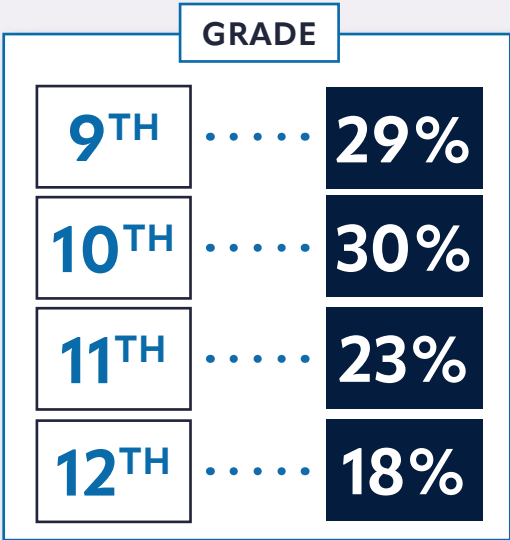 GRADE
9TH ..... 29%
10TH ..... 30%
11TH ..... 23%
12TH ..... 18%